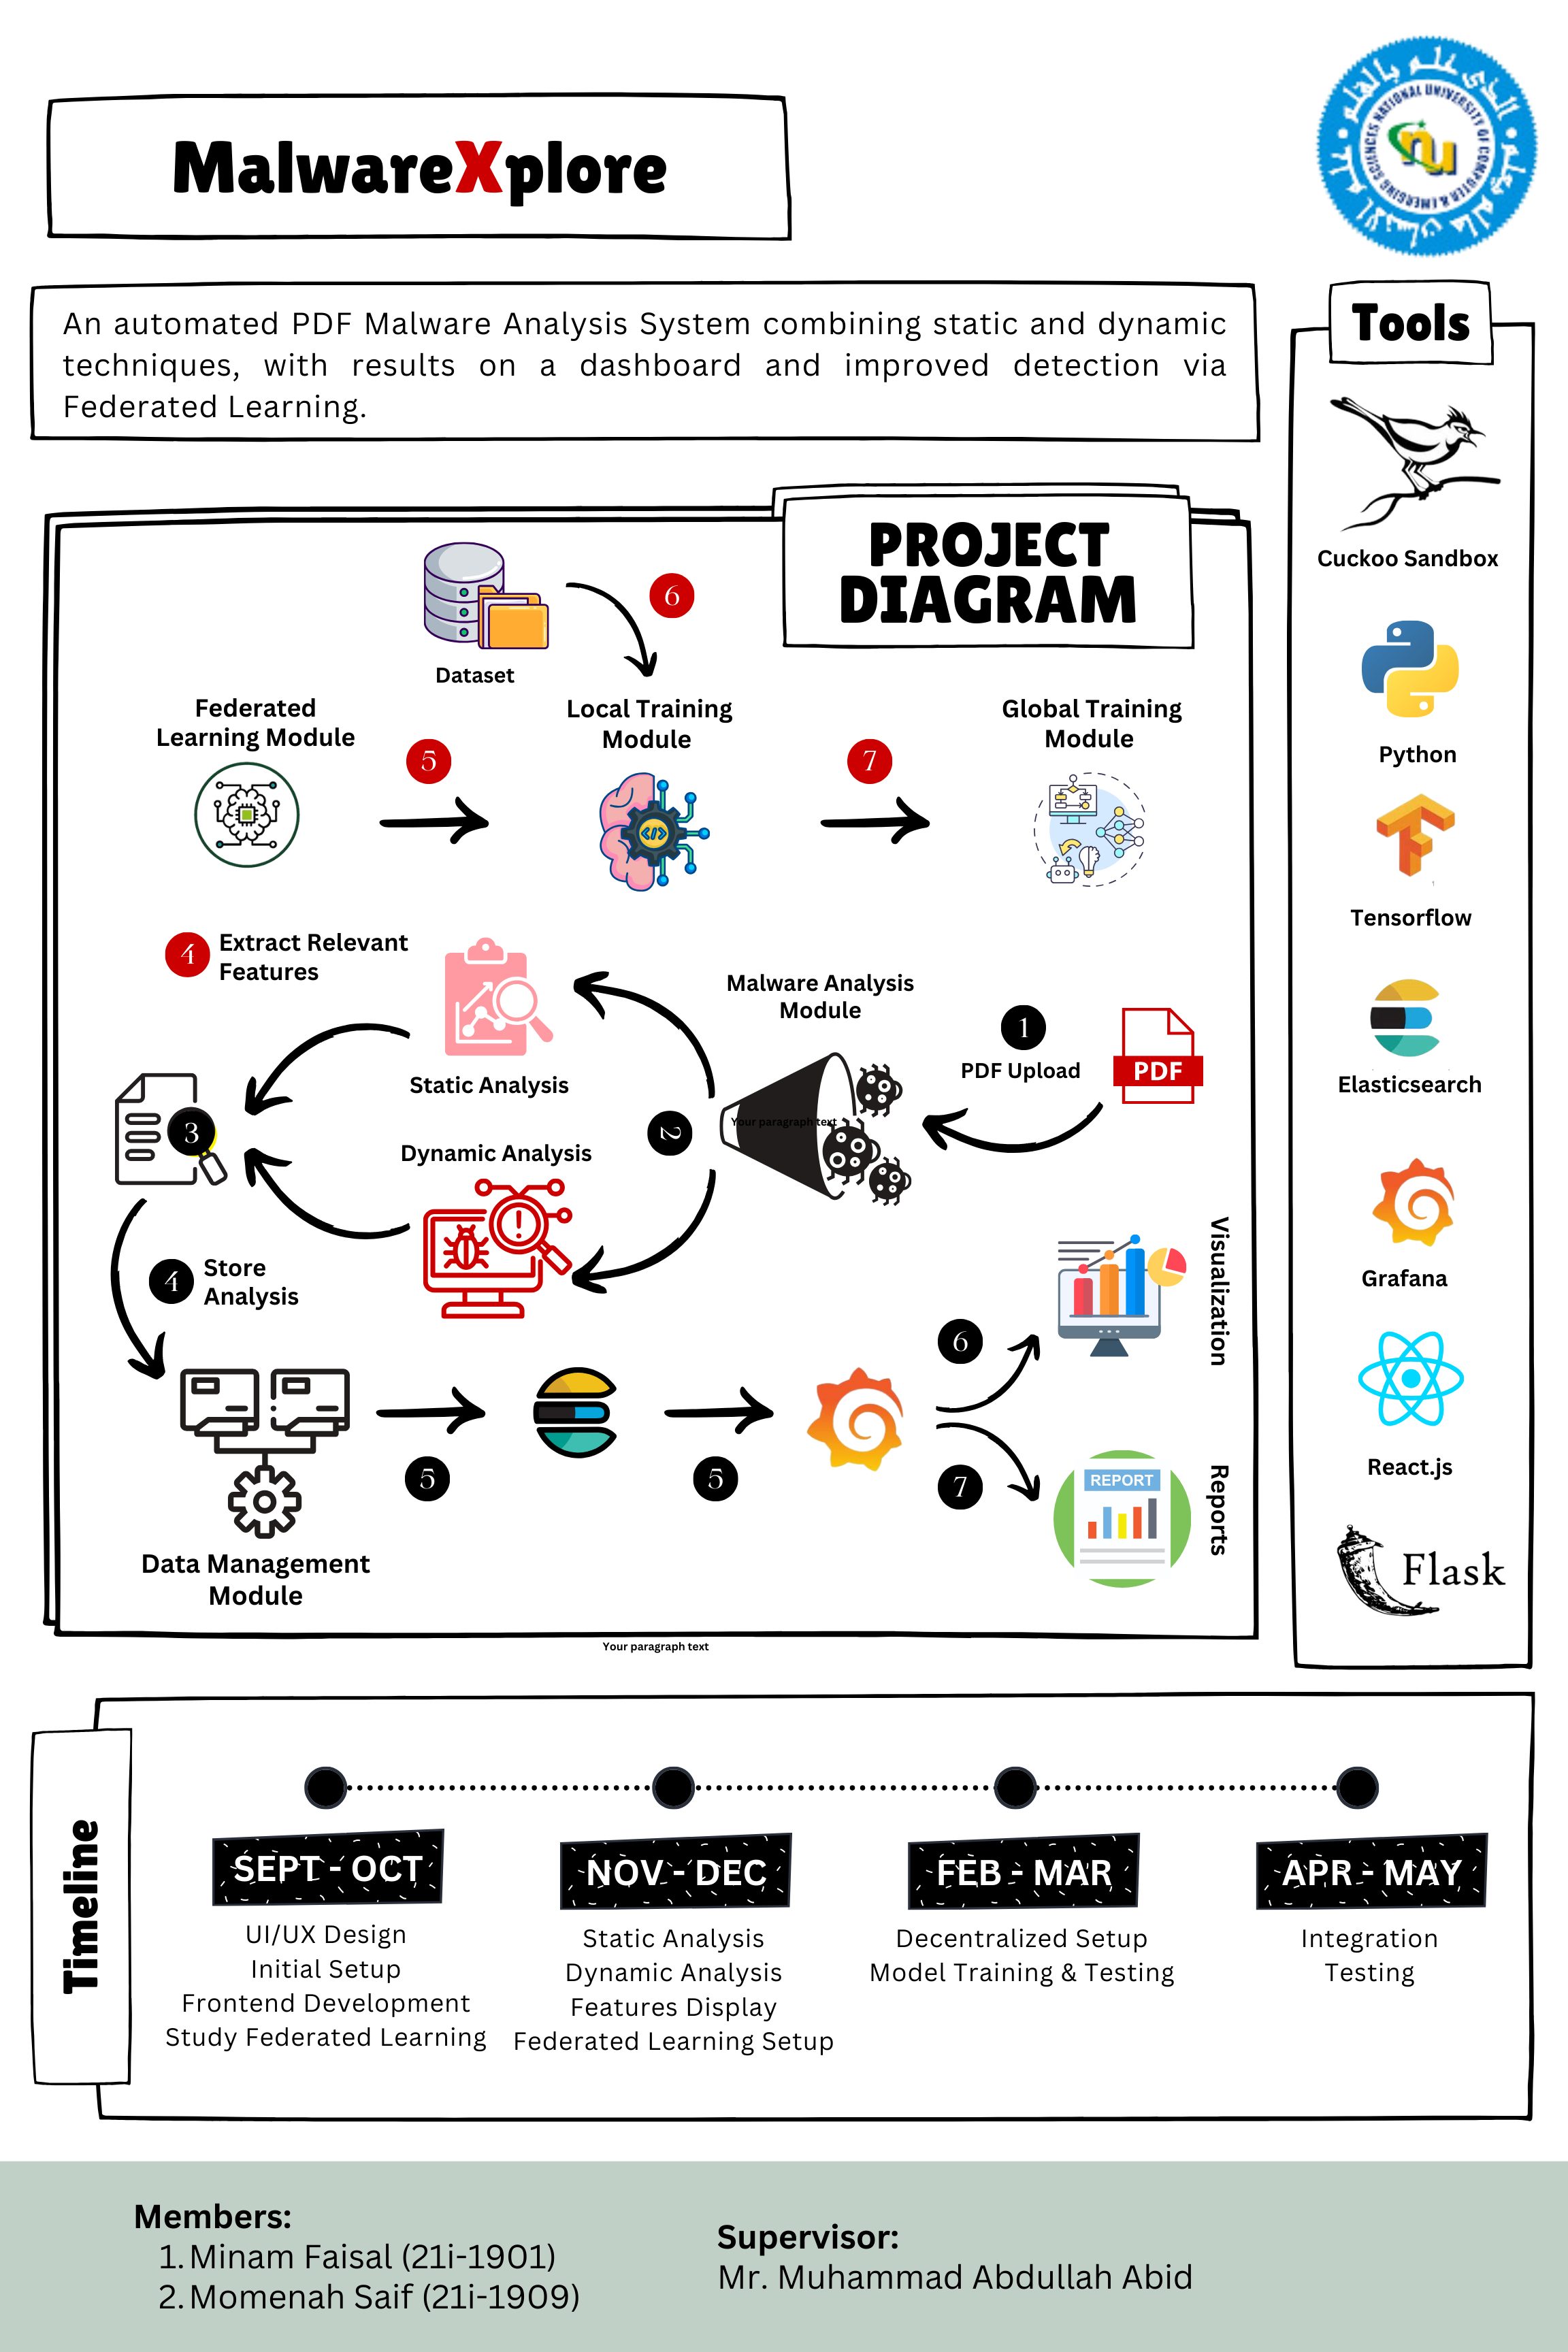 MalwareXplore
NATIONAL UNIVERSITY OF COMPUTER & EMERGING SCIENCES
An automated PDF Malware Analysis System combining static and dynamic
techniques, with results on a dashboard and improved detection via
Federated Learning.
Tools
Cuckoo Sandbox
Python
Tensorflow
Elasticsearch
Grafana
React.js
Flask
PROJECT
DIAGRAM
Dataset
6
Federated
Learning Module
5
Local Training
Module
7
Global Training
Module
4
Extract Relevant
Features
Static Analysis
Malware Analysis
Module
1
PDF Upload
PDF
Your paragraph text
2
3
Dynamic Analysis
4
Store
Analysis
Data Management
Module
5
5
6
Visualization
7
REPORT
Reports
Your paragraph text
Timeline
SEPT - OCT
UI/UX Design
Initial Setup
Frontend Development
Study Federated Learning
NOV - DEC
Static Analysis
Dynamic Analysis
Features Display
Federated Learning Setup
FEB - MAR
Decentralized Setup
Model Training & Testing
APR - MAY
Integration
Testing
Members:
1. Minam Faisal (21i-1901)
2. Momenah Saif (21i-1909)
Supervisor:
Mr. Muhammad Abdullah Abid